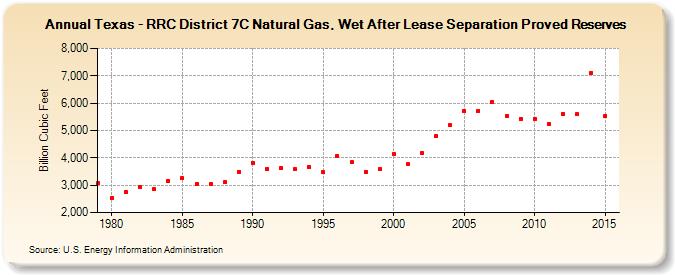 Annual Texas - RRC District 7C Natural Gas, Wet After Lease Separation Proved Reserves
Billion Cubic Feet
8,000
7,000
6,000
5,000
4,000
3,000
2,000
1980 1985 1990 1995 2000 2005 2010 2015
Source: U.S. Energy Information Administration